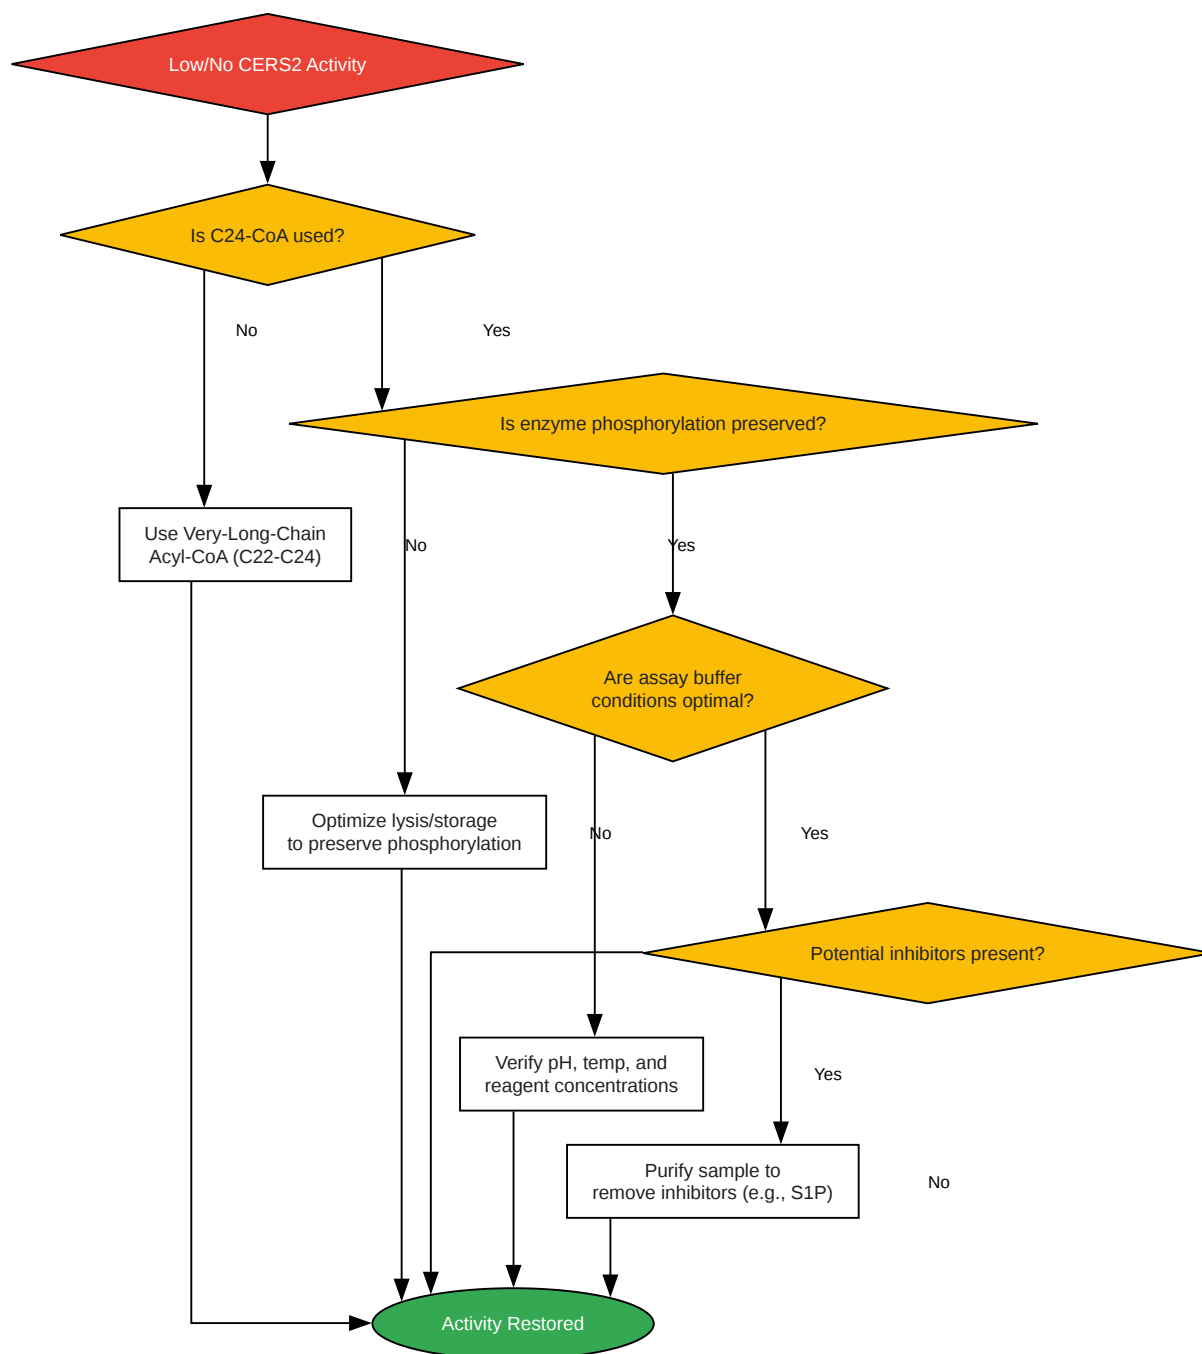 Low/No CERS2 Activity
Is C24-CoA used?
No
Yes
Is enzyme phosphorylation preserved?
Use Very-Long-Chain
Acyl-CoA (C22-C24)
No
Yes
Are assay buffer
conditions optimal?
Optimize lysis/storage
to preserve phosphorylation
No
Yes
Potential inhibitors present?
Verify pH, temp, and
reagent concentrations
Yes
Purify sample to
remove inhibitors (e.g., S1P)
No
Activity Restored